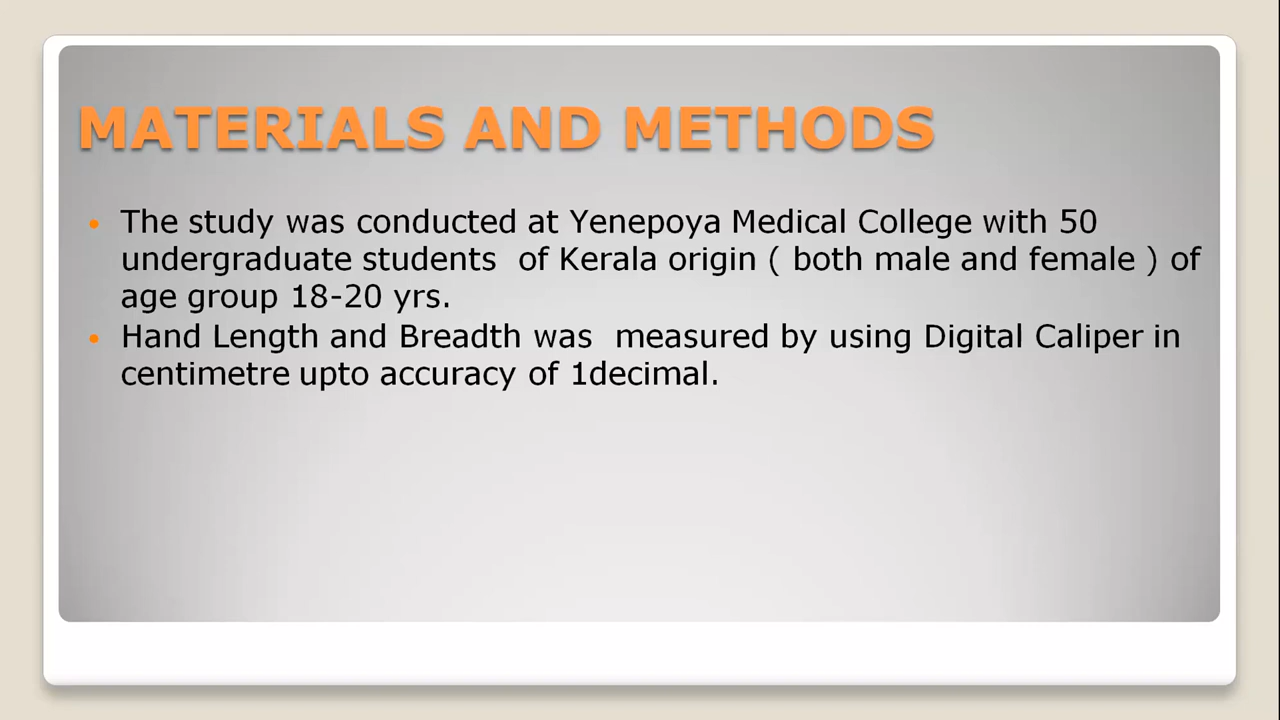 MATERIALS AND METHODS
• The study was conducted at Yenepoya Medical College with 50
undergraduate students  of Kerala origin ( both male and female ) of
age group 18-20 yrs.
• Hand Length and Breadth was  measured by using Digital Caliper in
centimetre upto accuracy of 1decimal.